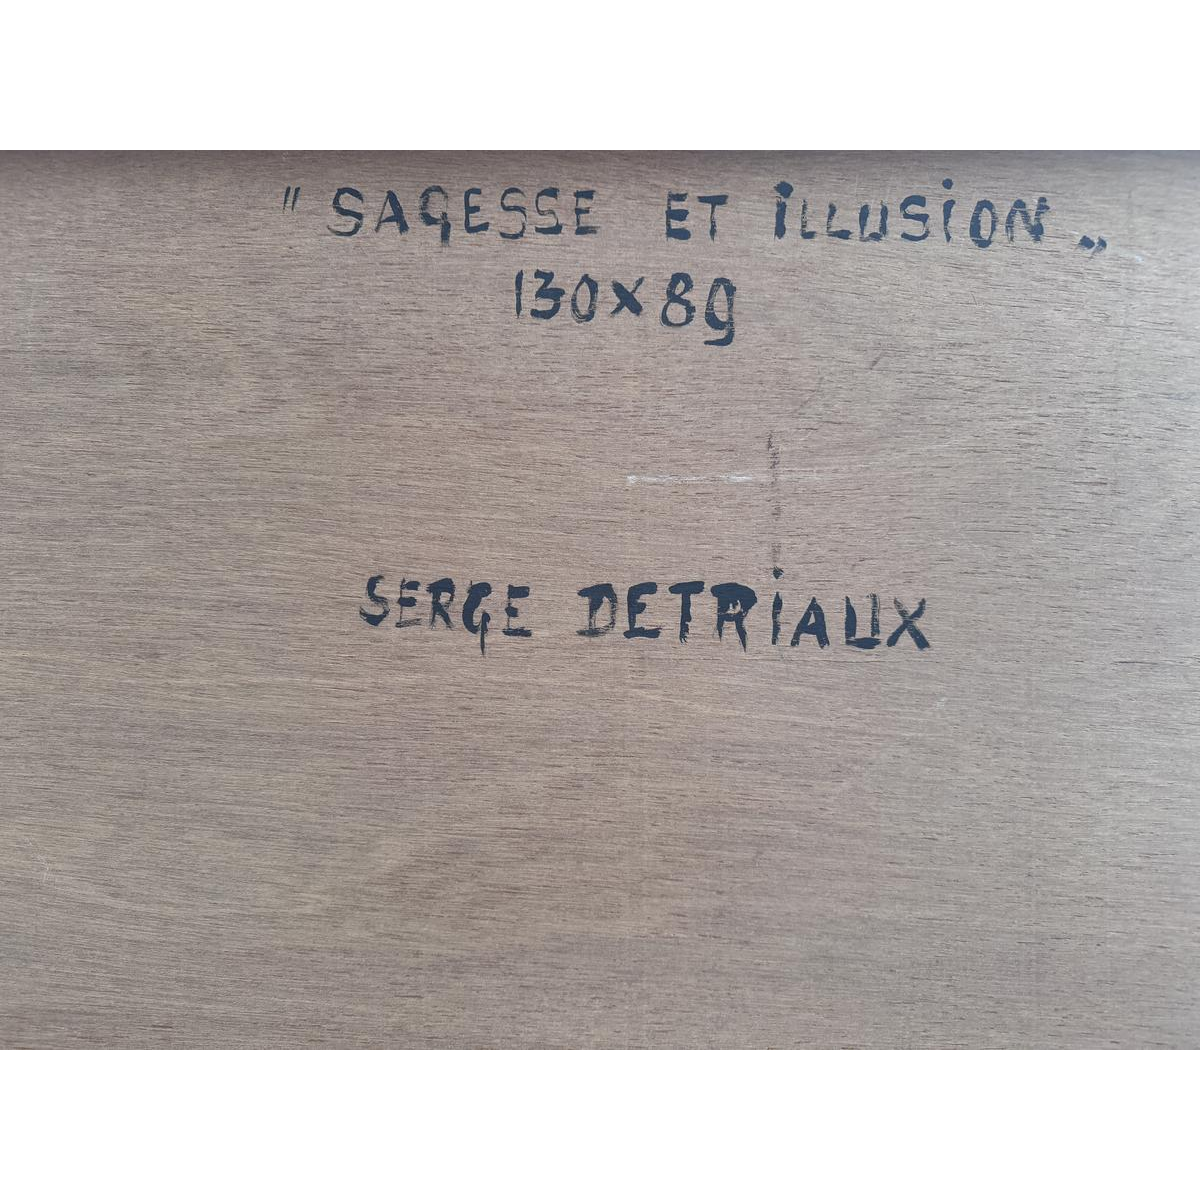 " SAGESSE ET iLLUSiON „
130x89
SERGE DETRiAUX